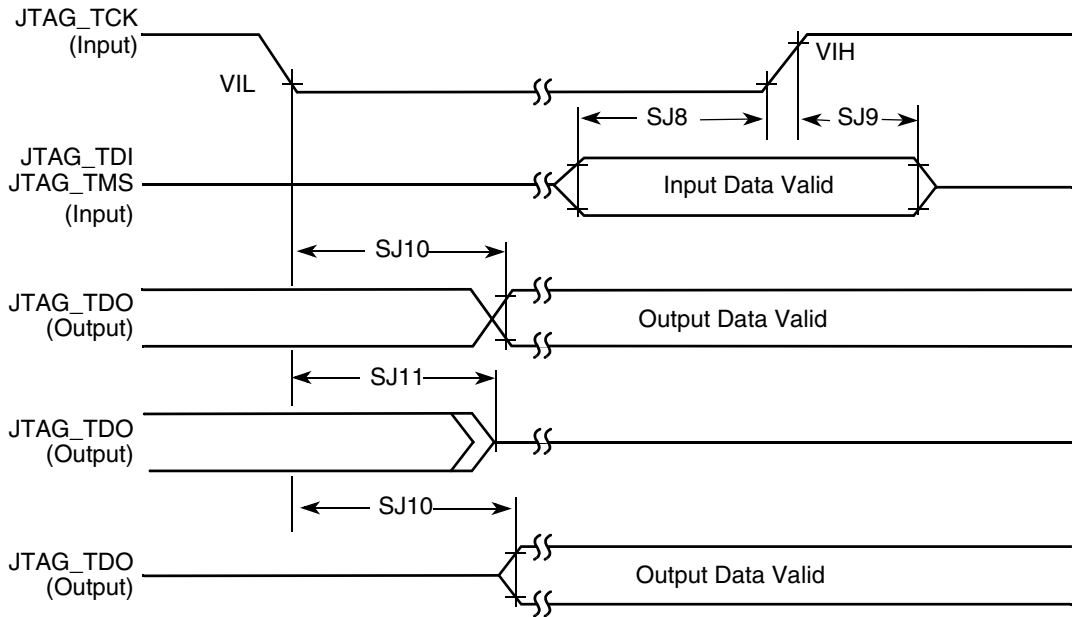 JTAG_TCK
(Input)
VIL
VIH
SJ8
SJ9
JTAG_TDI
JTAG_TMS
(Input)
Input Data Valid
SJ10
JTAG_TDO
(Output)
Output Data Valid
SJ11
JTAG_TDO
(Output)
SJ10
JTAG_TDO
(Output)
Output Data Valid